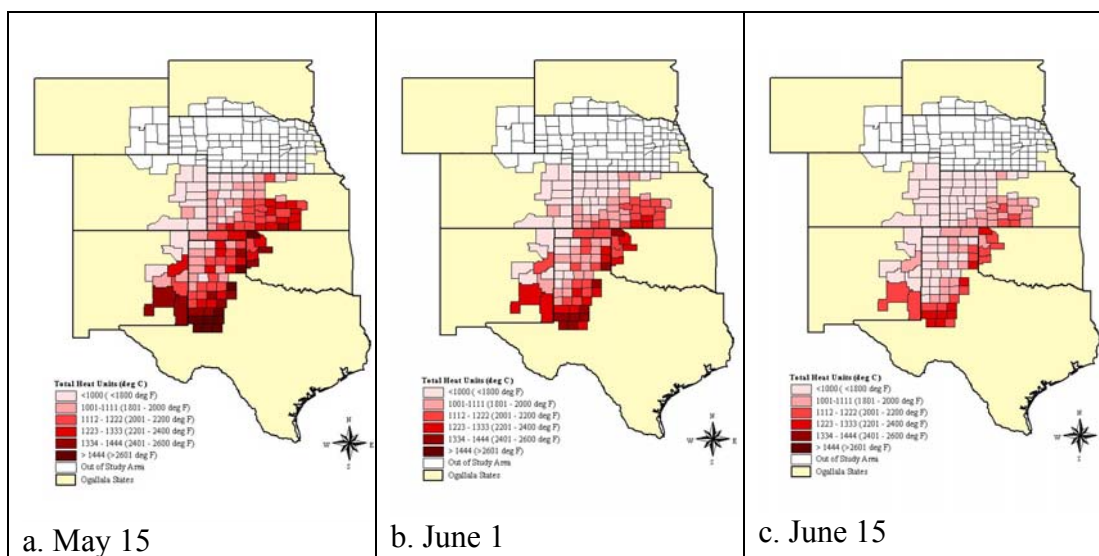 Total Heat Units (deg C)
<1000 ( <1800 deg F)
1001-1111 (1801 - 2000 deg F)
1112 - 1222 (2001 - 2200 deg F)
1223 - 1333 (2201 - 2400 deg F)
1334 - 1444 (2401 - 2600 deg F)
> 1444 (>2601 deg F)
Out of Study Area
Ogallala States
N
W E
S
a. May 15
Total Heat Units (deg C)
<1000 ( <1800 deg F)
1001-1111 (1801 - 2000 deg F)
1112 - 1222 (2001 - 2200 deg F)
1223 - 1333 (2201 - 2400 deg F)
1334 - 1444 (2401 - 2600 deg F)
> 1444 (>2601 deg F)
Out of Study Area
Ogallala States
N
W E
S
b. June 1
Total Heat Units (deg C)
<1000 ( <1800 deg F)
1001-1111 (1801 - 2000 deg F)
1112 - 1222 (2001 - 2200 deg F)
1223 - 1333 (2201 - 2400 deg F)
1334 - 1444 (2401 - 2600 deg F)
> 1444 (>2601 deg F)
Out of Study Area
Ogallala States
N
W E
S
c. June 15